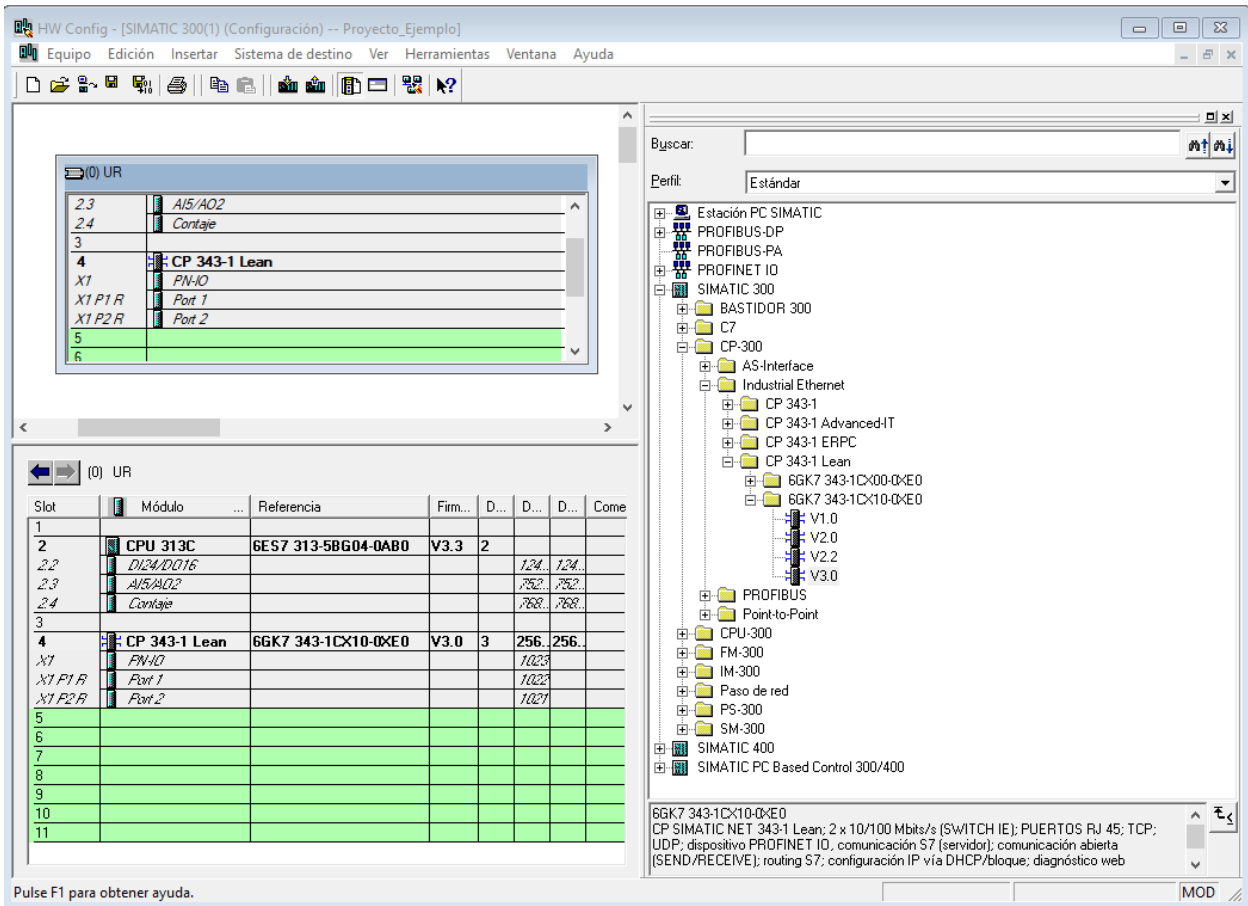 HW Config - [SIMATIC 300(1) (Configuración) -- Proyecto_Ejemplo]
Equipo Edición Insertar Sistema de destino Ver Herramientas Ventana Ayuda
(0) UR
2.3 AI5/AO2
2.4 Contaje
3
4 CP 343-1 Lean
X1 PN-IO
X1 P1 R Port 1
X1 P2 R Port 2
5
6
(0) UR
Slot Módulo ... Referencia Firm... D... D... D... Come
1
2 CPU 313C 6ES7 313-5BG04-0AB0 V3.3 2
2.2 DI24/DO16 124.. 124..
2.3 AI5/AO2 752.. 752..
2.4 Contaje 768.. 768..
3
4 CP 343-1 Lean 6GK7 343-1CX10-0XE0 V3.0 3 256.. 256..
X1 PN-IO 1023
X1 P1 R Port 1 1022
X1 P2 R Port 2 1021
5
6
7
8
9
10
11
Buscar:
Perfil: Estándar
Estación PC SIMATIC
PROFIBUS-DP
PROFIBUS-PA
PROFINET IO
SIMATIC 300
BASTIDOR 300
C7
CP-300
AS-Interface
Industrial Ethernet
CP 343-1
CP 343-1 Advanced-IT
CP 343-1 ERPC
CP 343-1 Lean
6GK7 343-1CX00-0XE0
6GK7 343-1CX10-0XE0
V1.0
V2.0
V2.2
V3.0
PROFIBUS
Point-to-Point
CPU-300
FM-300
IM-300
Paso de red
PS-300
SM-300
SIMATIC 400
SIMATIC PC Based Control 300/400
6GK7 343-1CX10-0XE0
CP SIMATIC NET 343-1 Lean; 2 x 10/100 Mbits/s (SWITCH IE); PUERTOS RJ 45; TCP;
UDP; dispositivo PROFINET IO, comunicación S7 (servidor); comunicación abierta
(SEND/RECEIVE); routing S7; configuración IP vía DHCP/bloque; diagnóstico web
Pulse F1 para obtener ayuda.
MOD